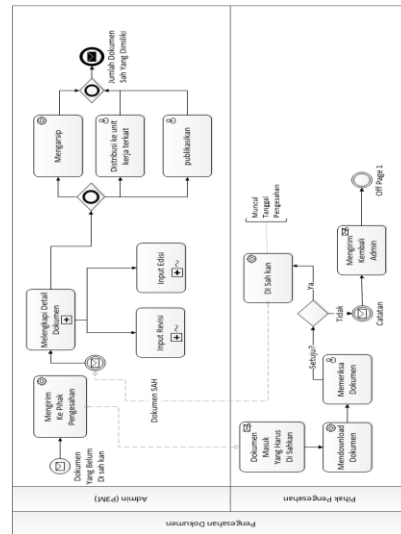 Pengesahan Dokumen
Admin (P3M)
Dokumen
Yang Belum
Di sah kan
Mengirim
Ke Pihak
Pengesahan
Melengkapi Detail
Dokumen
Input Revisi
Input Edisi
Dokumen SAH
Mengarsip
Distribusi ke unit
kerja terkait
publikasikan
Jumlah Dokumen
Sah Yang Dimiliki
Pihak Pengesahan
Dokumen
Masuk
Yang Harus
Di Sahkan
Mendownload
Dokumen
Memeriksa
Dokumen
Setuju?
Ya
Tidak
Di Sah kan
Muncul
Tanggal
Pengesahan
Catatan
Mengirim
Kembali
Admin
Off Page 1